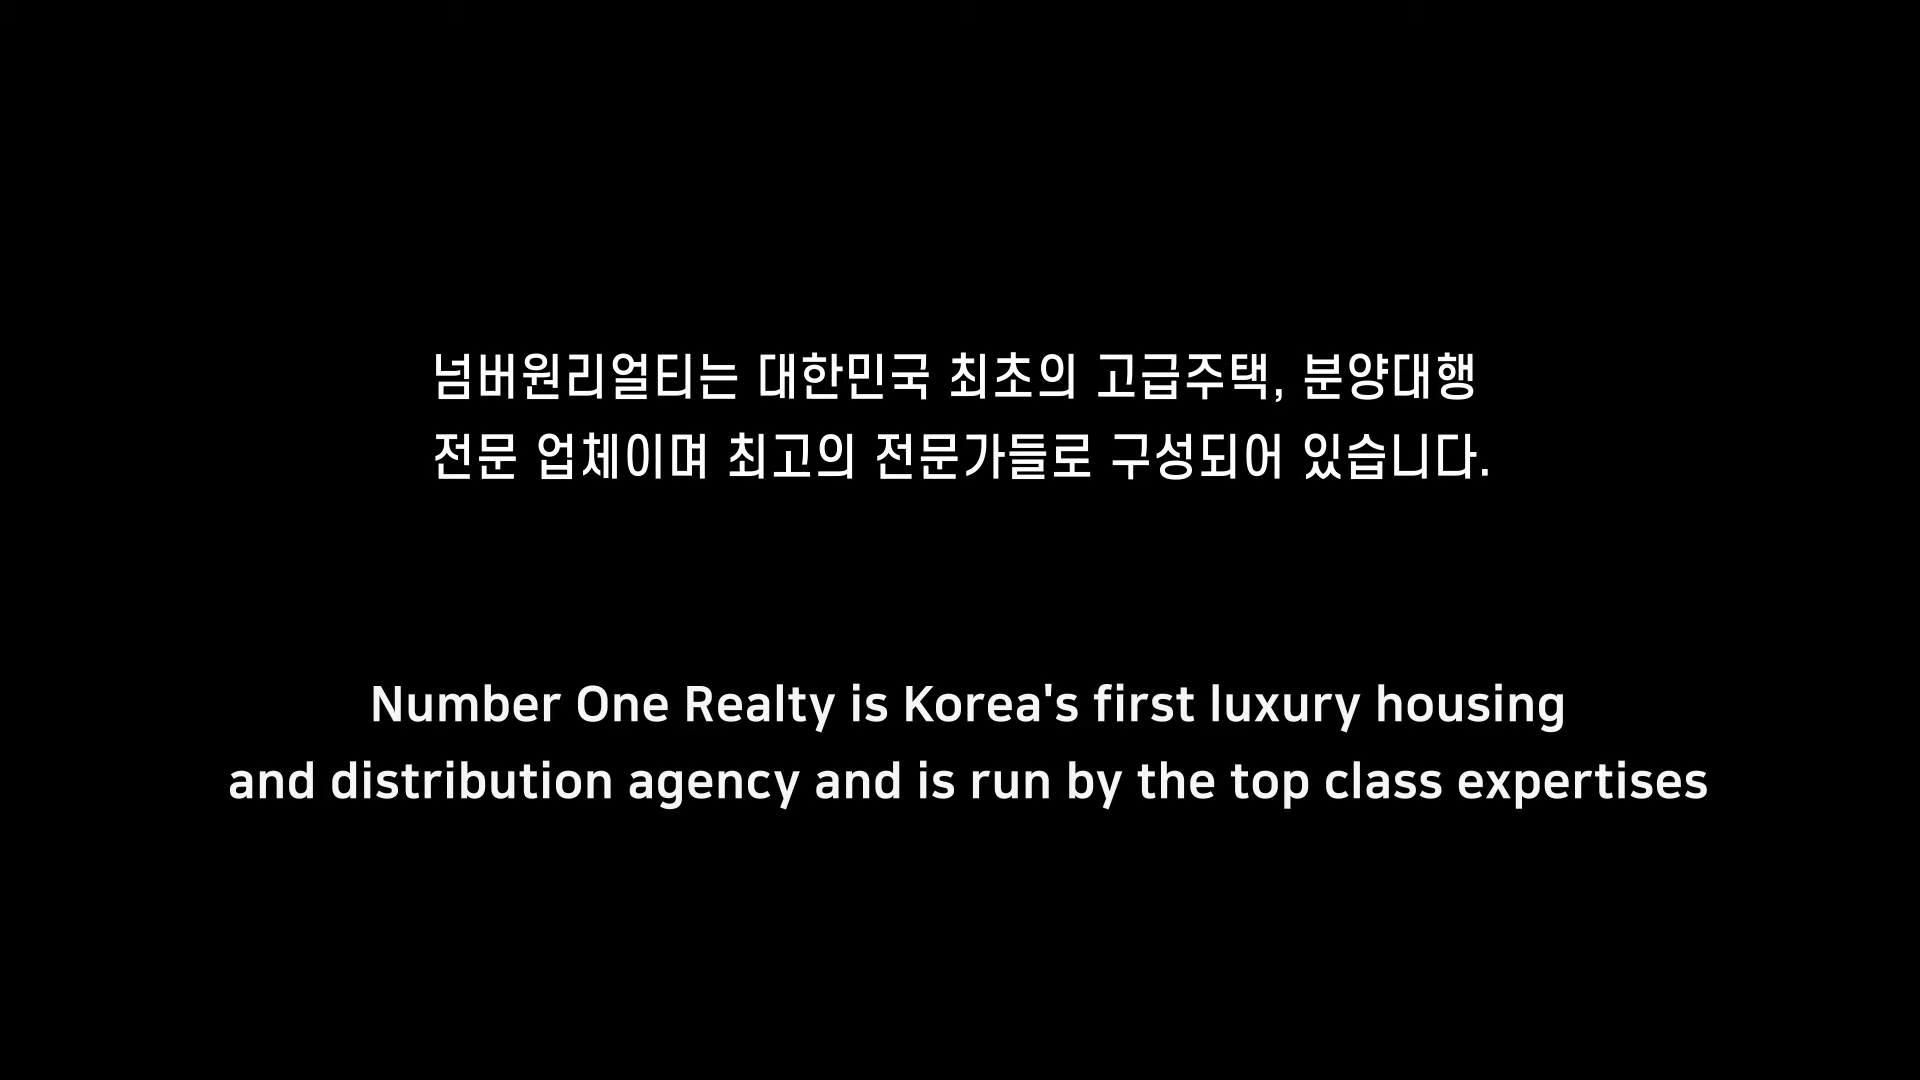 넘버원리얼티는 대한민국 최초의 고급주택, 분양대행
전문 업체이며 최고의 전문가들로 구성되어 있습니다.
Number One Realty is Korea's first luxury housing
and distribution agency and is run by the top class expertises